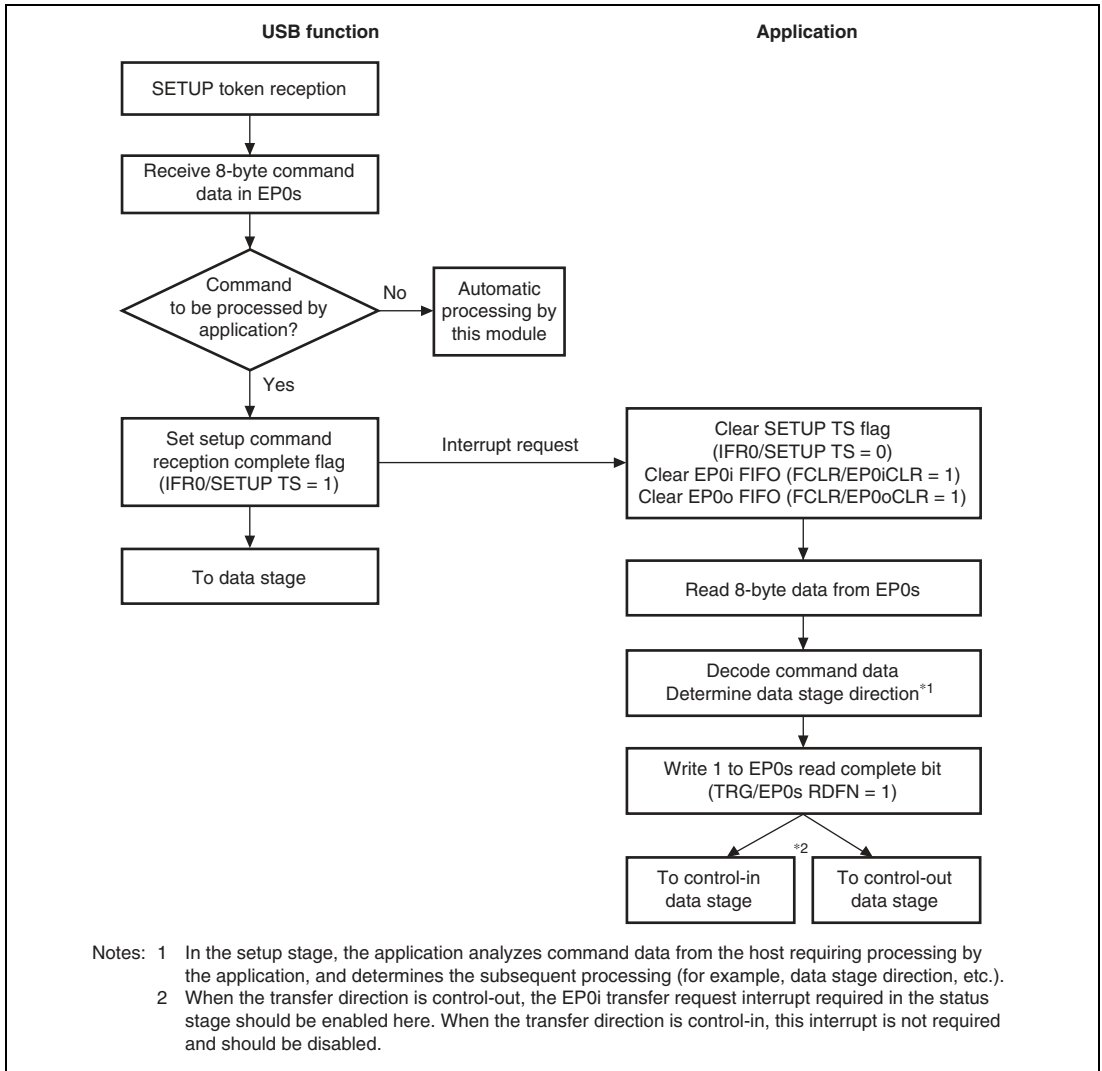 USB function
Application
SETUP token reception
Receive 8-byte command
data in EP0s
Command
to be processed by
application?
No
Automatic
processing by
this module
Yes
Set setup command
reception complete flag
(IFR0/SETUP TS = 1)
Interrupt request
Clear SETUP TS flag
(IFR0/SETUP TS = 0)
Clear EP0i FIFO (FCLR/EP0iCLR = 1)
Clear EP0o FIFO (FCLR/EP0oCLR = 1)
To data stage
Read 8-byte data from EP0s
Decode command data
Determine data stage direction*1
Write 1 to EP0s read complete bit
(TRG/EP0s RDFN = 1)
*2
To control-in
data stage
To control-out
data stage
Notes: 1 In the setup stage, the application analyzes command data from the host requiring processing by
the application, and determines the subsequent processing (for example, data stage direction, etc.).
2 When the transfer direction is control-out, the EP0i transfer request interrupt required in the status
stage should be enabled here. When the transfer direction is control-in, this interrupt is not required
and should be disabled.